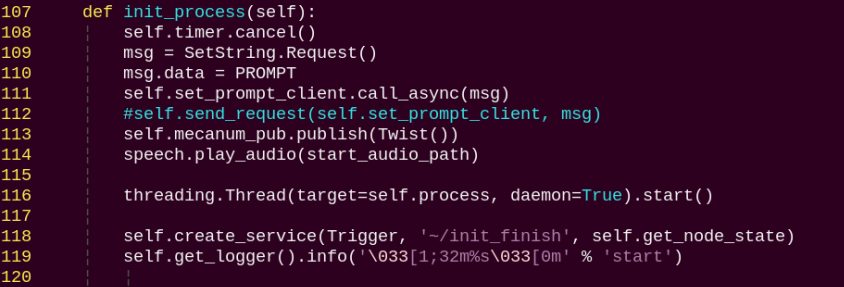 107     def init_process(self):
108         self.timer.cancel()
109         msg = SetString.Request()
110         msg.data = PROMPT
111         self.set_prompt_client.call_async(msg)
112         #self.send_request(self.set_prompt_client, msg)
113         self.mecanum_pub.publish(Twist())
114         speech.play_audio(start_audio_path)
115
116         threading.Thread(target=self.process, daemon=True).start()
117
118         self.create_service(Trigger, '~/init_finish', self.get_node_state)
119         self.get_logger().info('\033[1;32m%s\033[0m' % 'start')
120